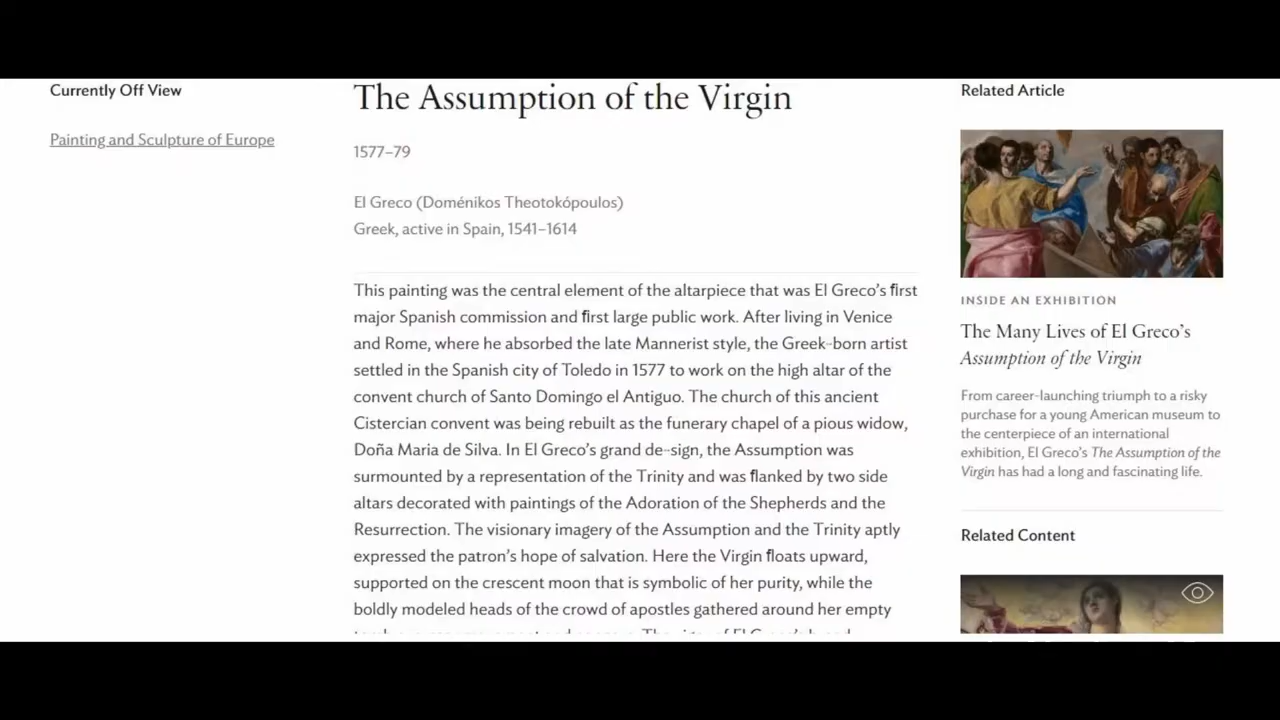 Currently Off View
Painting and Sculpture of Europe
The Assumption of the Virgin
1577–79
El Greco (Doménikos Theotokópoulos)
Greek, active in Spain, 1541–1614
This painting was the central element of the altarpiece that was El Greco’s first
major Spanish commission and first large public work. After living in Venice
and Rome, where he absorbed the late Mannerist style, the Greek-born artist
settled in the Spanish city of Toledo in 1577 to work on the high altar of the
convent church of Santo Domingo el Antiguo. The church of this ancient
Cistercian convent was being rebuilt as the funerary chapel of a pious widow,
Doña Maria de Silva. In El Greco’s grand de-sign, the Assumption was
surmounted by a representation of the Trinity and was flanked by two side
altars decorated with paintings of the Adoration of the Shepherds and the
Resurrection. The visionary imagery of the Assumption and the Trinity aptly
expressed the patron’s hope of salvation. Here the Virgin floats upward,
supported on the crescent moon that is symbolic of her purity, while the
boldly modeled heads of the crowd of apostles gathered around her empty
Related Article
INSIDE AN EXHIBITION
The Many Lives of El Greco’s
Assumption of the Virgin
From career-launching triumph to a risky
purchase for a young American museum to
the centerpiece of an international
exhibition, El Greco’s The Assumption of the
Virgin has had a long and fascinating life.
Related Content